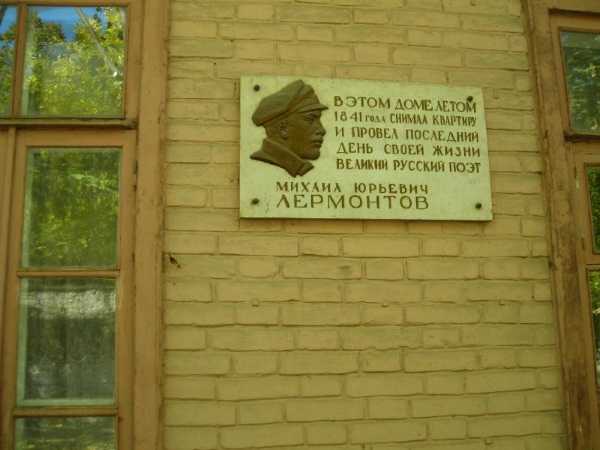 В ЭТОМ ДОМЕ ЛЕТОМ
1841 ГОДА СНИМАЛ КВАРТИРУ
И ПРОВЕЛ ПОСЛЕДНИЙ
ДЕНЬ СВОЕЙ ЖИЗНИ
ВЕЛИКИЙ РУССКИЙ ПОЭТ
МИХАИЛ ЮРЬЕВИЧ
ЛЕРМОНТОВ